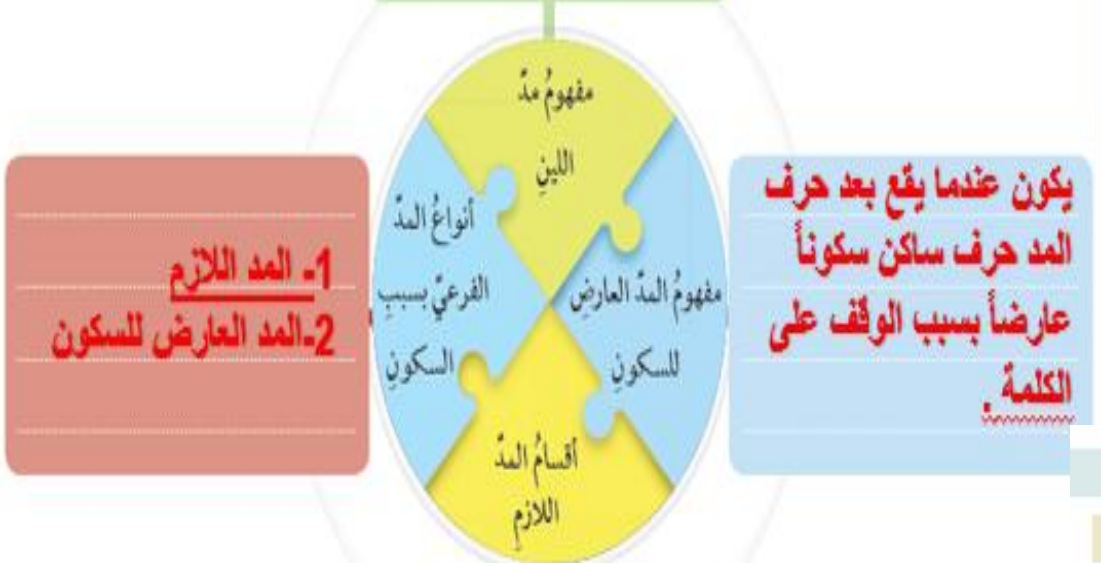 مفهومُ مدّ
اللينِ
يكون عندما يقع بعد حرف
المد حرف ساكن سكوناً
عارضاً بسبب الوقف على
الكلمة .
مفهومُ المدّ العارضِ
للسكونِ
أنواعُ المدّ
الفرعيّ بسببِ
السكونِ
1- المد اللازم
2-المد العارض للسكون
أقسامُ المدّ
اللازمِ